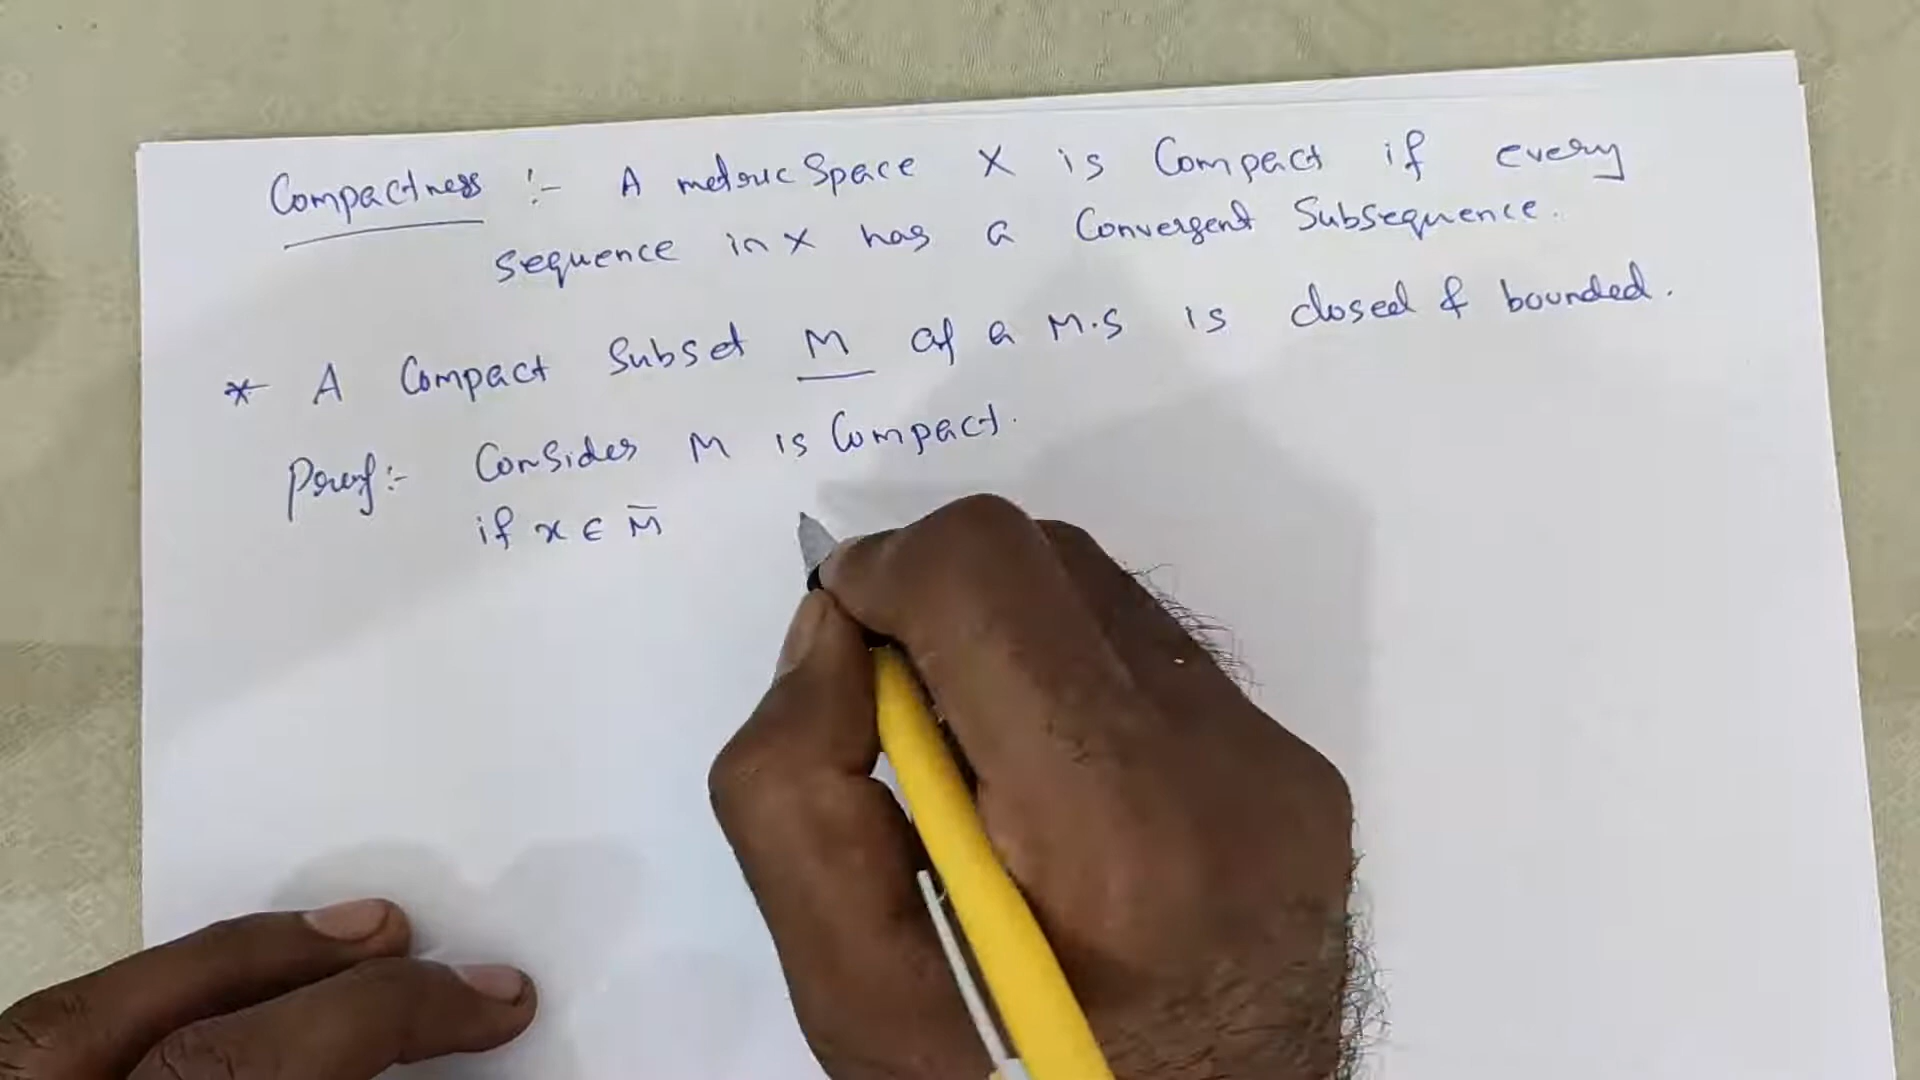 Compactness :- A metric Space X is Compact if every
sequence in X has a Convergent Subsequence.
* A Compact Subset M of a M.S is closed & bounded.
Proof :- Consider M is Compact.
if x ∈ M̄